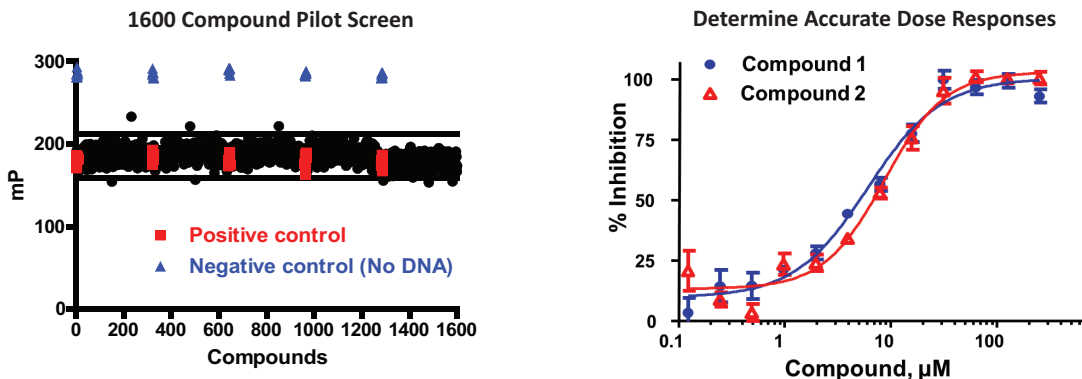 1600 Compound Pilot Screen
300
200
100
0
mP
Positive control
Negative control (No DNA)
0 200 400 600 800 1000 1200 1400 1600
Compounds
Determine Accurate Dose Responses
100
75
50
25
0
% Inhibition
Compound 1
Compound 2
0.1 1 10 100
Compound, µM